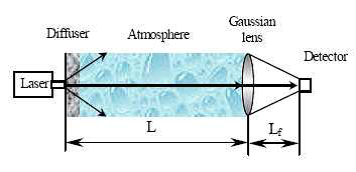 Diffuser
Atmosphere
Gaussian
lens
Detector
Laser
L
Lf